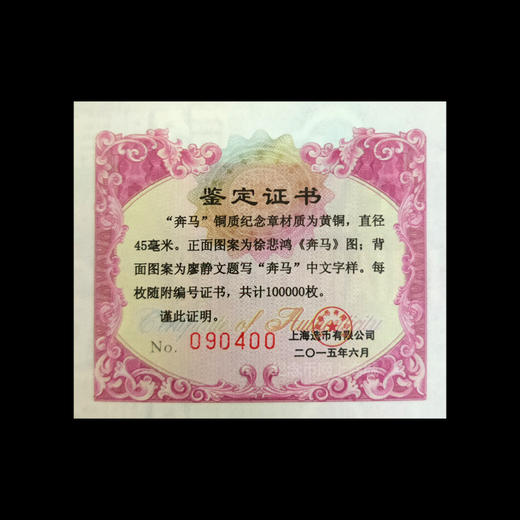 鉴定证书
“奔马”铜质纪念章材质为黄铜，直径
45毫米。正面图案为徐悲鸿《奔马》图；背
面图案为廖静文题写“奔马”中文字样。每
枚随附编号证书，共计100000枚。
谨此证明。
Certificate of Authenticity
No. 090400
上海造币有限公司
二〇一五年六月